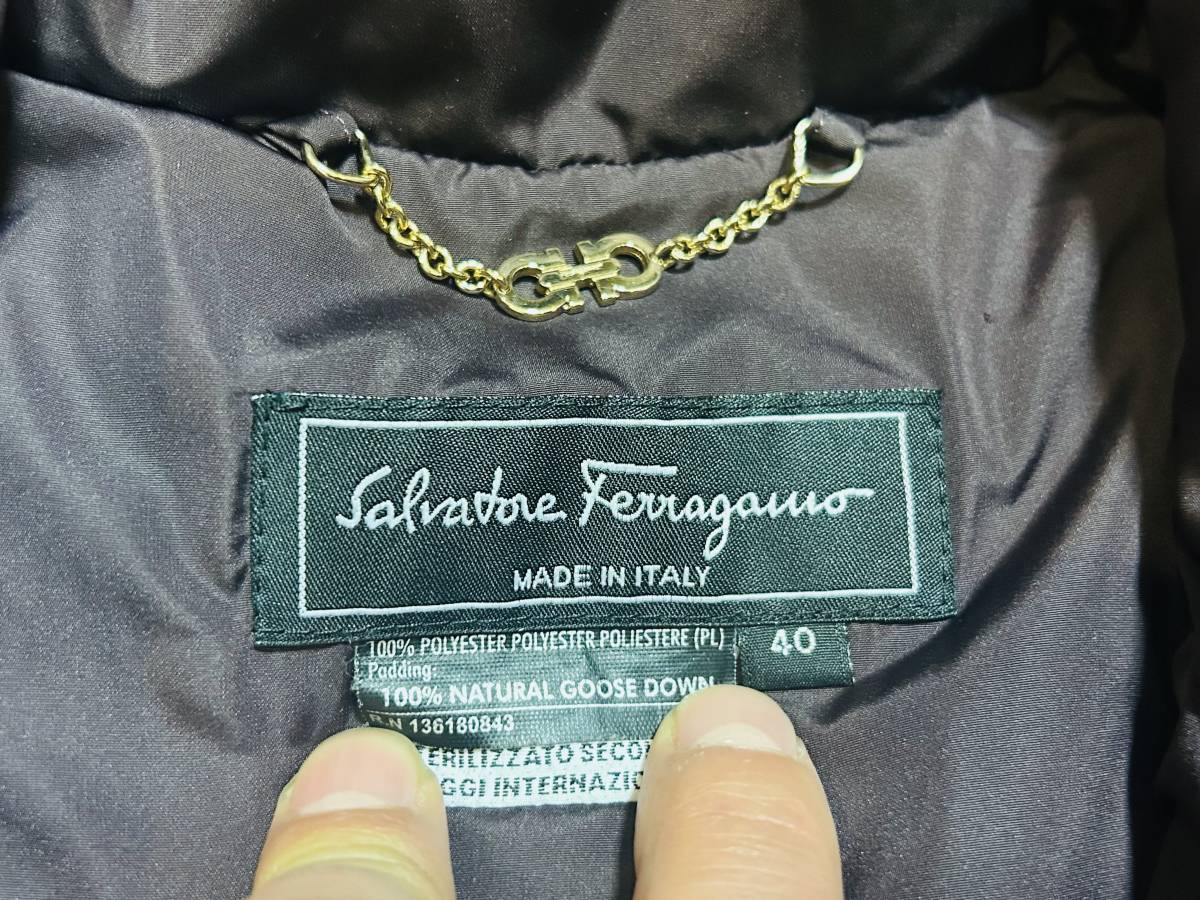 Salvatore Ferragamo
MADE IN ITALY
100% POLYESTER POLYESTER POLIESTERE (PL)
40
Padding:
100% NATURAL GOOSE DOWN
R.N 136180843